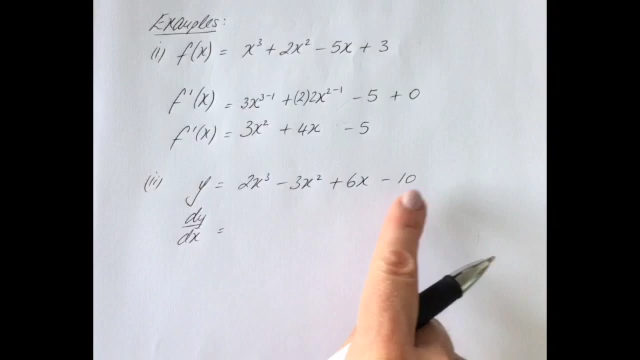 Examples:
(i) f(x) = x³ + 2x² - 5x + 3
f'(x) = 3x³⁻¹ + (2)2x²⁻¹ - 5 + 0
f'(x) = 3x² + 4x - 5
(ii) y = 2x³ - 3x² + 6x - 10
dy/dx =